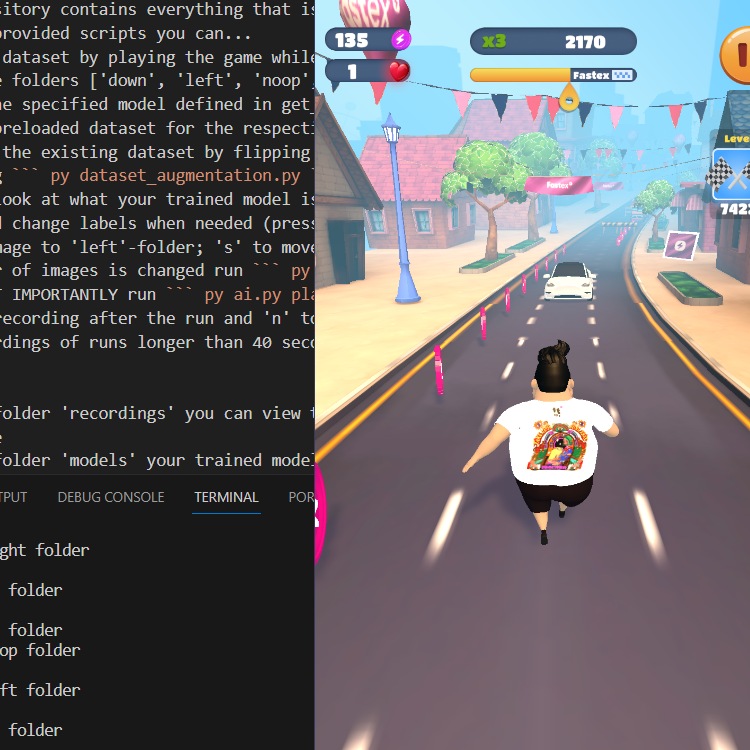 sitory contains everything that is
provided scripts you can...
dataset by playing the game while
e folders ['down', 'left', 'noop'
he specified model defined in get_
preloaded dataset for the respecti
the existing dataset by flipping
g ``` py dataset_augmentation.py
look at what your trained model is
d change labels when needed (press
mage to 'left'-folder; 's' to move
r of images is changed run ``` py
T IMPORTANTLY run ``` py ai.py pla
recording after the run and 'n' to
rdings of runs longer than 40 seco
folder 'recordings' you can view t
e
folder 'models' your trained model
TPUT DEBUG CONSOLE TERMINAL POR
ght folder
folder
folder
op folder
ft folder
folder
135
1
x3 2170
Fastex
Fastex
Leve
742